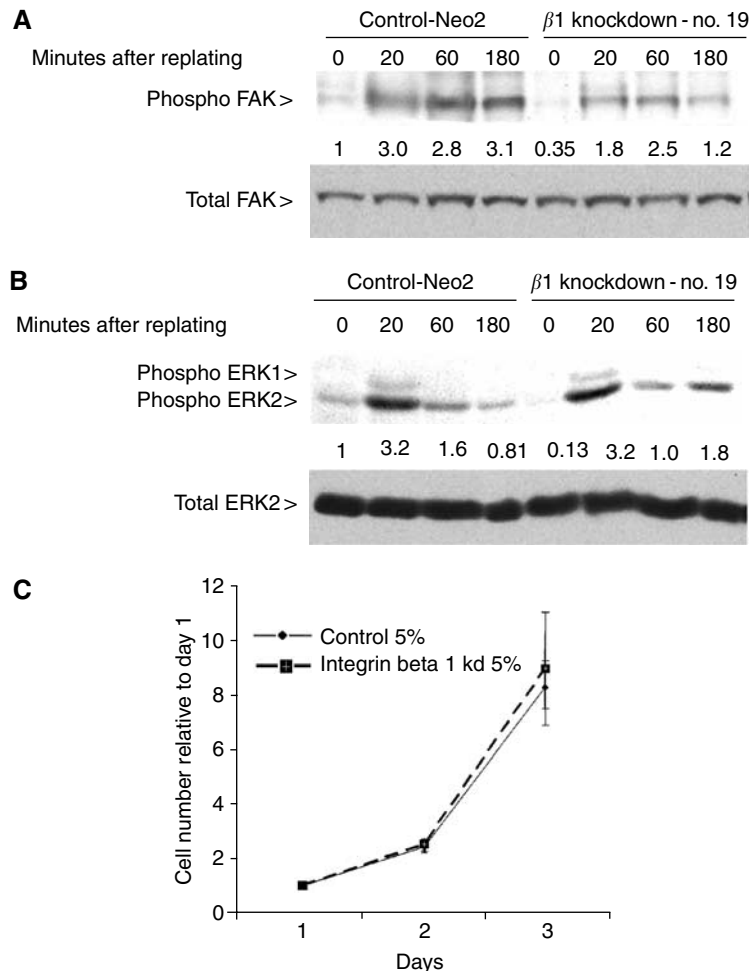 A
Control-Neo2 β1 knockdown - no. 19
Minutes after replating 0 20 60 180 0 20 60 180
Phospho FAK >
1 3.0 2.8 3.1 0.35 1.8 2.5 1.2
Total FAK >
B
Control-Neo2 β1 knockdown - no. 19
Minutes after replating 0 20 60 180 0 20 60 180
Phospho ERK1>
Phospho ERK2>
1 3.2 1.6 0.81 0.13 3.2 1.0 1.8
Total ERK2 >
C
Cell number relative to day 1
12
10
8
6
4
2
0
Control 5%
Integrin beta 1 kd 5%
1 2 3
Days